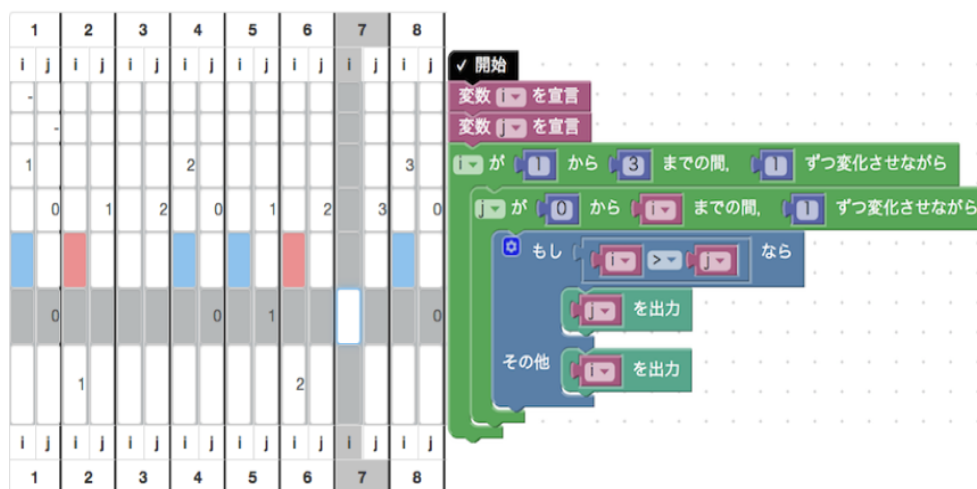 1 2 3 4 5 6 7 8
i j i j i j i j i j i j i j i j
-
-
1 2 3
0 1 2 0 1 2 3 0
0 0 1 0
1 2
i j i j i j i j i j i j i j i j
1 2 3 4 5 6 7 8
✓ 開始
変数 i を宣言
変数 j を宣言
i が 1 から 3 までの間, 1 ずつ変化させながら
j が 0 から i までの間, 1 ずつ変化させながら
もし i > j なら
j を出力
その他 i を出力